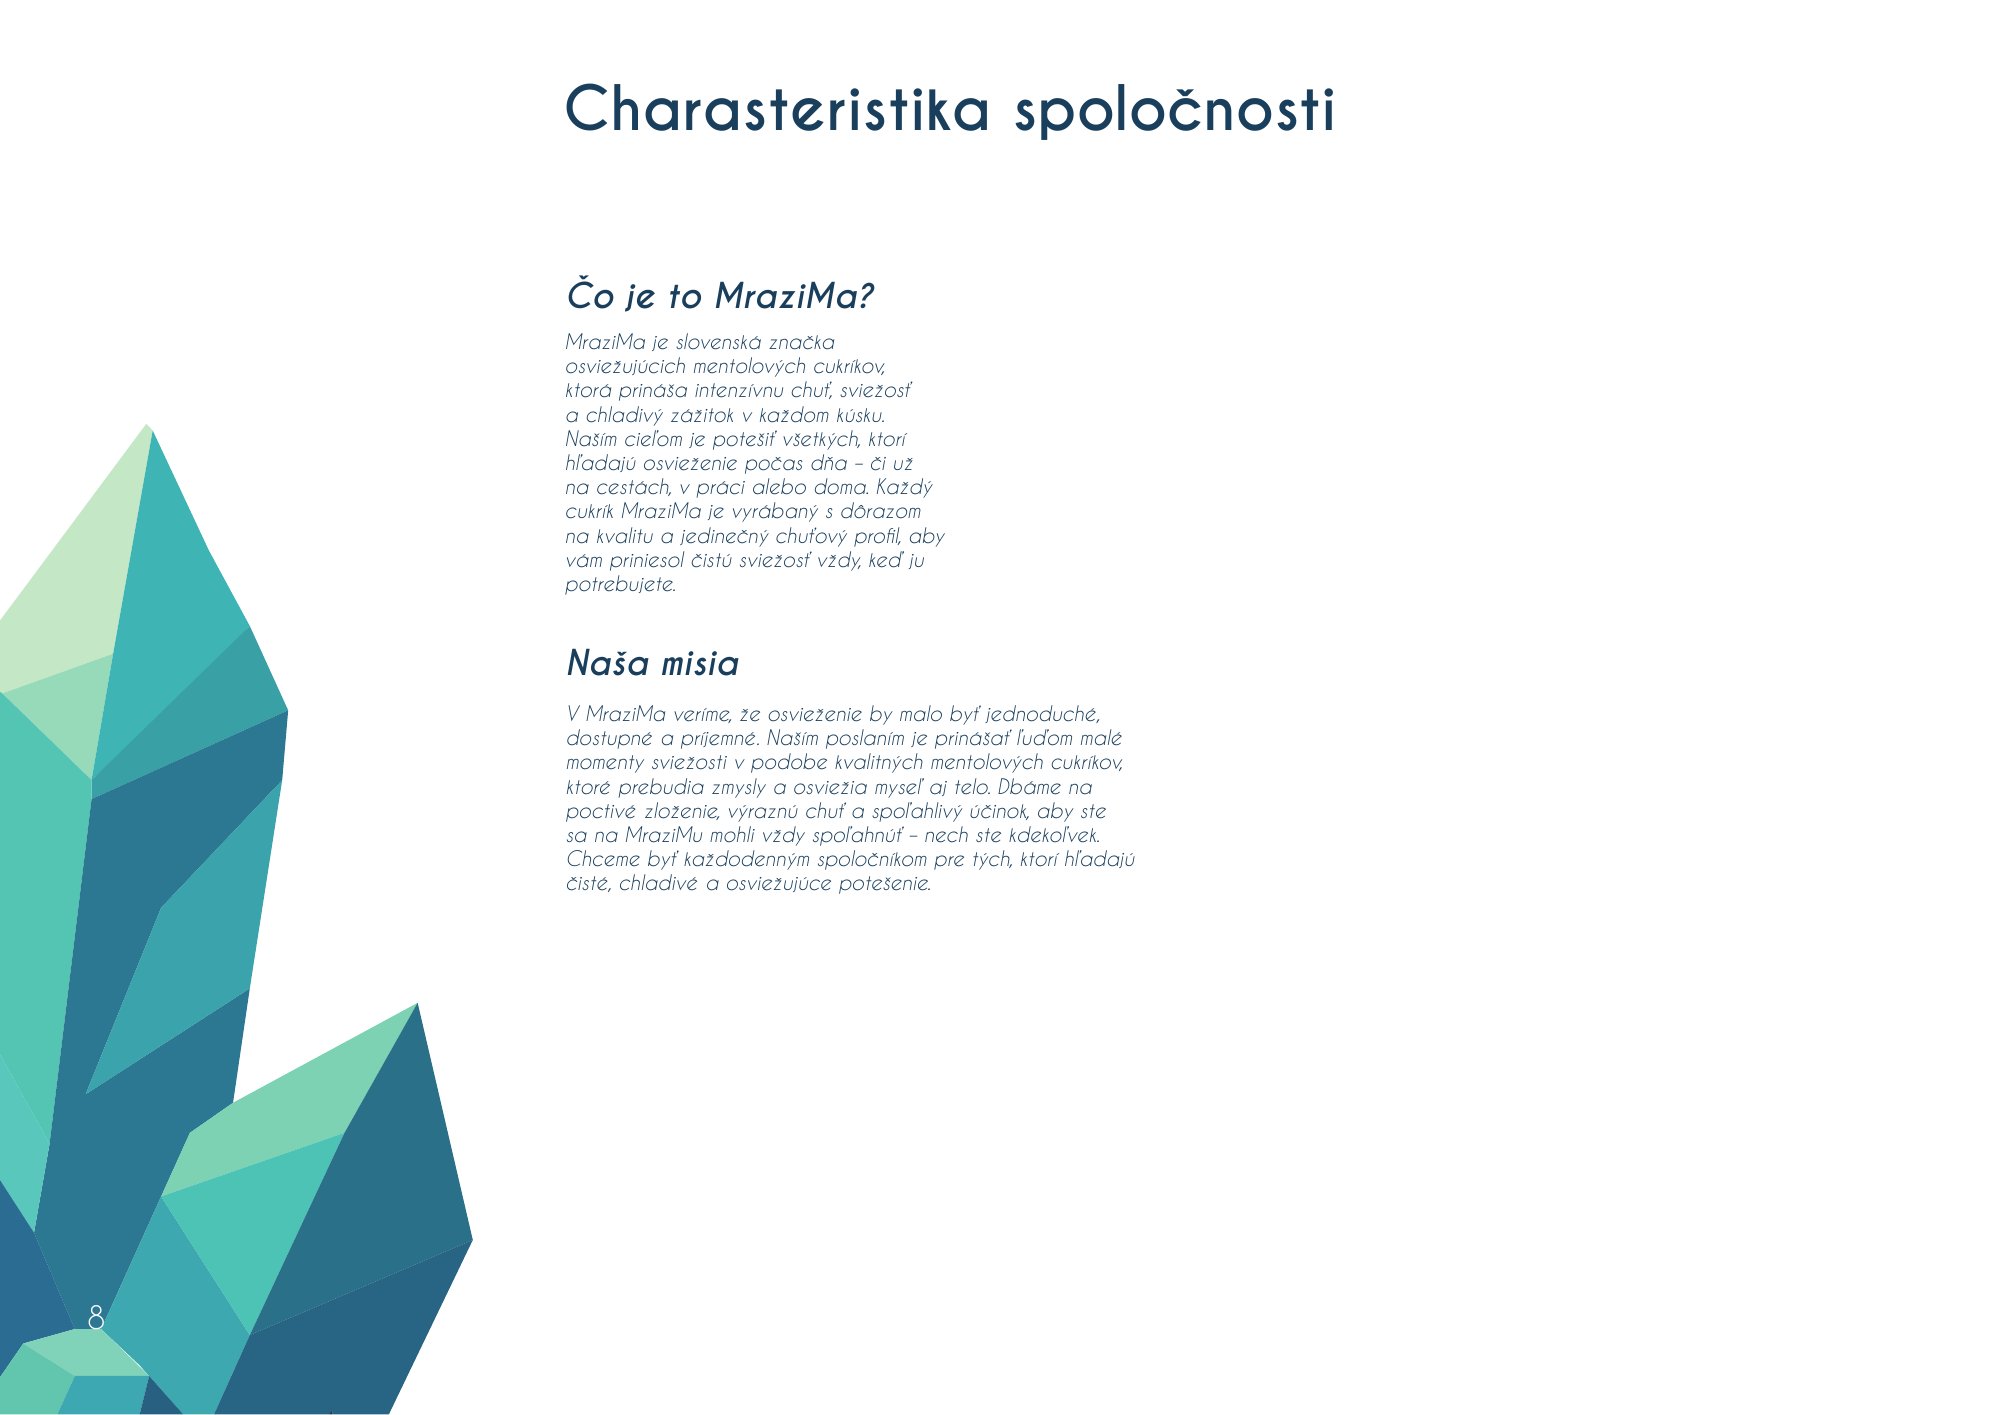 Charasteristika spoločnosti
Čo je to MraziMa?
MraziMa je slovenská značka
osviežujúcich mentolových cukríkov,
ktorá prináša intenzívnu chuť, sviežosť
a chladivý zážitok v každom kúsku.
Naším cieľom je potešiť všetkých, ktorí
hľadajú osvieženie počas dňa – či už
na cestách, v práci alebo doma. Každý
cukrík MraziMa je vyrábaný s dôrazom
na kvalitu a jedinečný chuťový profil, aby
vám priniesol čistú sviežosť vždy, keď ju
potrebujete.
Naša misia
V MraziMa veríme, že osvieženie by malo byť jednoduché,
dostupné a príjemné. Naším poslaním je prinášať ľuďom malé
momenty sviežosti v podobe kvalitných mentolových cukríkov,
ktoré prebudia zmysly a osviežia myseľ aj telo. Dbáme na
poctivé zloženie, výraznú chuť a spoľahlivý účinok, aby ste
sa na MraziMu mohli vždy spoľahnúť – nech ste kdekoľvek.
Chceme byť každodenným spoločníkom pre tých, ktorí hľadajú
čisté, chladivé a osviežujúce potešenie.
8